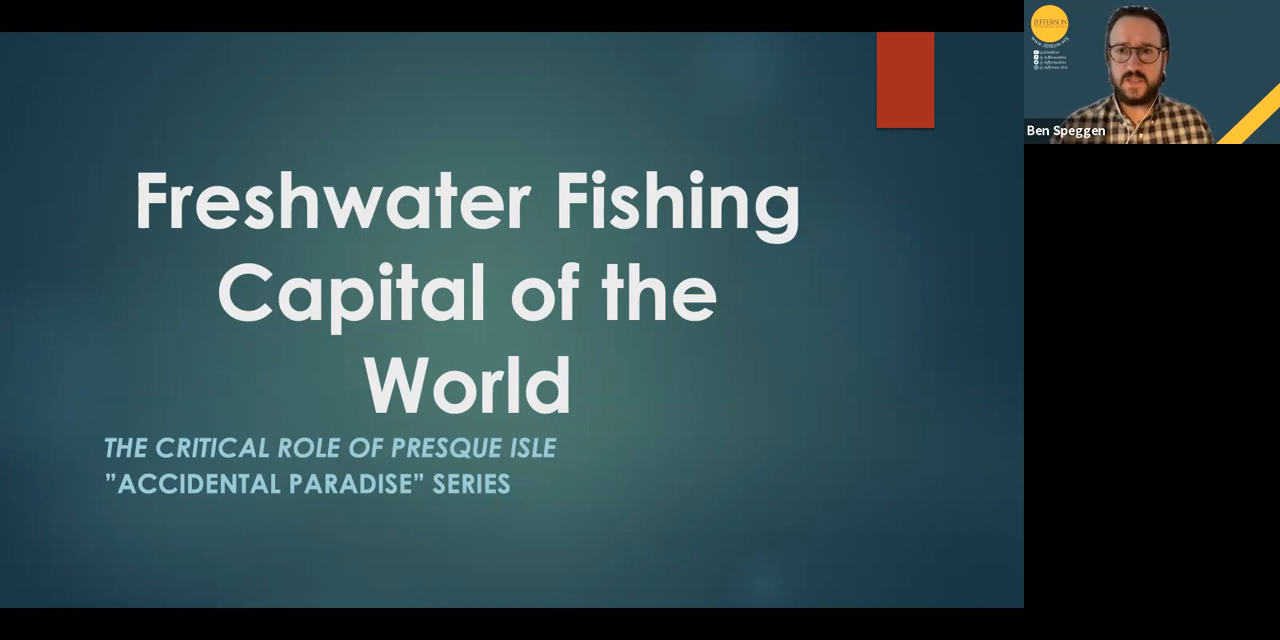 Freshwater Fishing
Capital of the
World
THE CRITICAL ROLE OF PRESQUE ISLE
”ACCIDENTAL PARADISE” SERIES
JEFFERSON
Ben Speggen